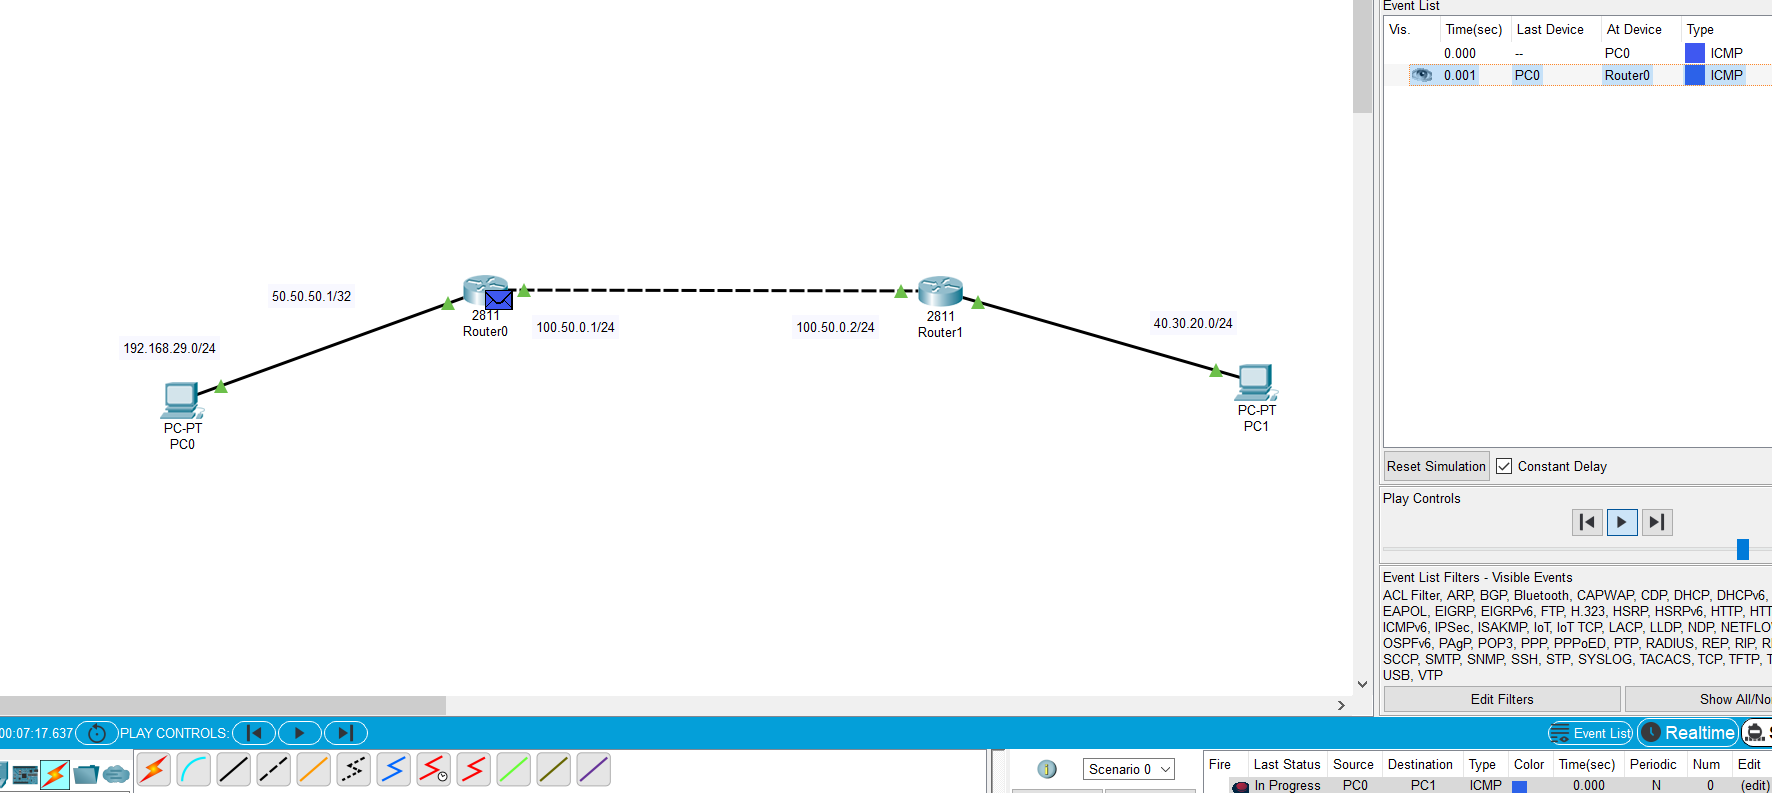 Event List
Vis. Time(sec) Last Device At Device Type
0.000 -- PC0 ICMP
0.001 PC0 Router0 ICMP
50.50.50.1/32
192.168.29.0/24
PC-PT
PC0
2811
Router0
100.50.0.1/24
100.50.0.2/24
2811
Router1
40.30.20.0/24
PC-PT
PC1
Reset Simulation Constant Delay
Play Controls
Event List Filters - Visible Events
ACL Filter, ARP, BGP, Bluetooth, CAPWAP, CDP, DHCP, DHCPv6,
EAPOL, EIGRP, EIGRPv6, FTP, H.323, HSRP, HSRPv6, HTTP, HTT
ICMPv6, IPSec, ISAKMP, IoT, IoT TCP, LACP, LLDP, NDP, NETFLO
OSPFv6, PAgP, POP3, PPP, PPPoED, PTP, RADIUS, REP, RIP, R
SCCP, SMTP, SNMP, SSH, STP, SYSLOG, TACACS, TCP, TFTP, T
USB, VTP
Edit Filters Show All/No
00:07:17.637 PLAY CONTROLS: Event List Realtime S
Scenario 0
Fire Last Status Source Destination Type Color Time(sec) Periodic Num Edit
In Progress PC0 PC1 ICMP 0.000 N 0 (edit)